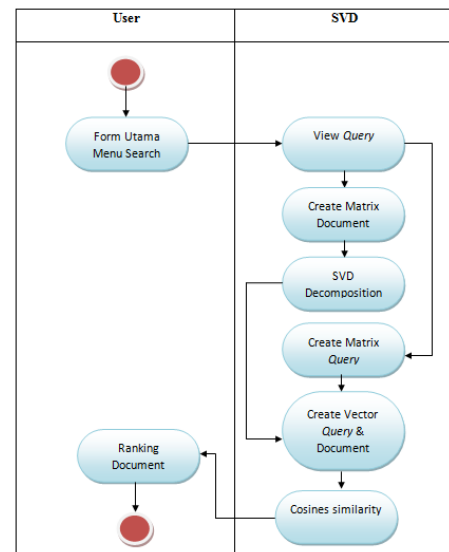 User
SVD
Form Utama
Menu Search
View Query
Create Matrix
Document
SVD
Decomposition
Create Matrix
Query
Create Vector
Query &
Document
Ranking
Document
Cosines similarity